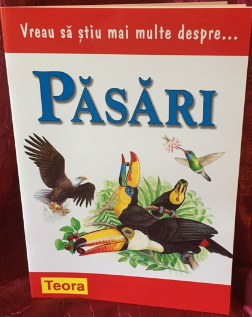 Vreau să știu mai multe despre...
PĂSĂRI
Teora